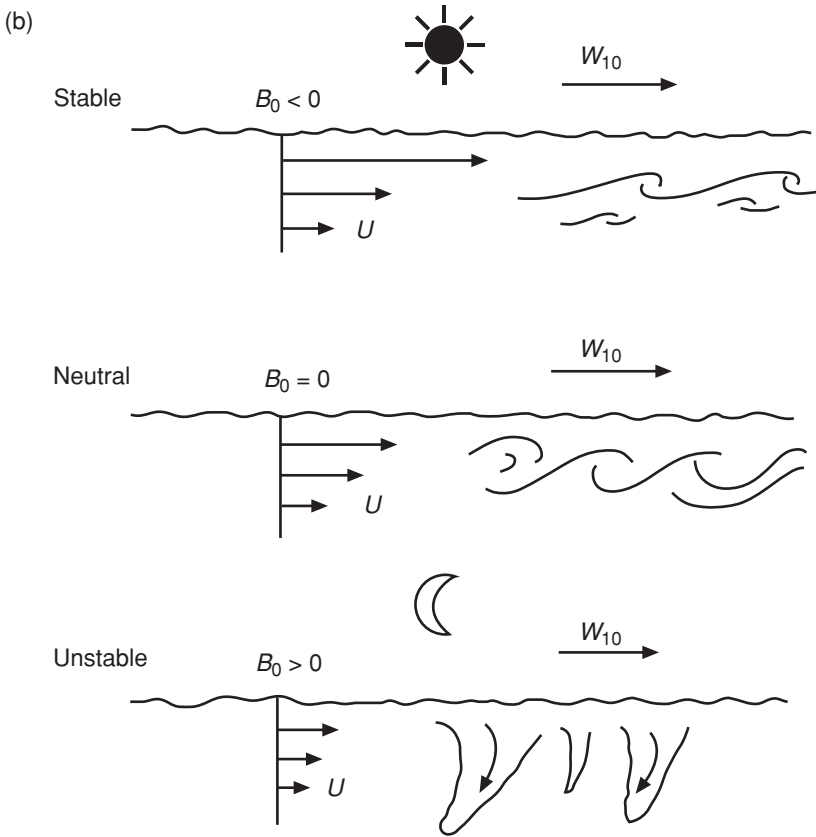 (b)
W₁₀
Stable B₀ < 0
U
W₁₀
Neutral B₀ = 0
U
W₁₀
Unstable B₀ > 0
U